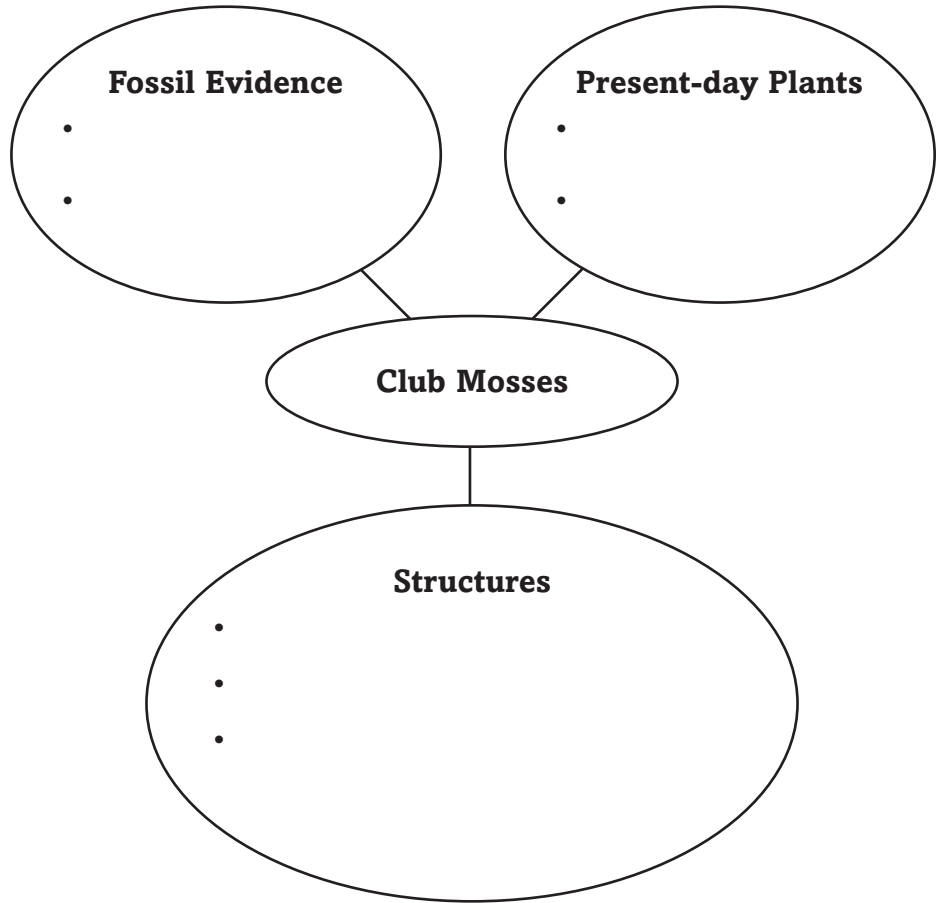 Fossil Evidence
•
•
Present-day Plants
•
•
Club Mosses
Structures
•
•
•